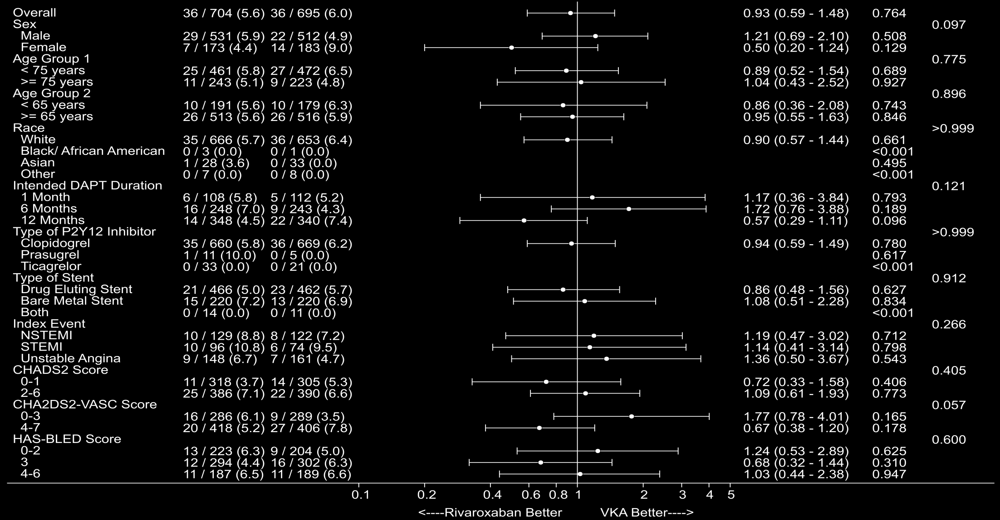 Overall 36 / 704 (5.6) 36 / 695 (6.0) 0.93 (0.59 - 1.48) 0.764
Sex 0.097
Male 29 / 531 (5.9) 22 / 512 (4.9) 1.21 (0.69 - 2.10) 0.508
Female 7 / 173 (4.4) 14 / 183 (9.0) 0.50 (0.20 - 1.24) 0.129
Age Group 1 0.775
< 75 years 25 / 461 (5.8) 27 / 472 (6.5) 0.89 (0.52 - 1.54) 0.689
>= 75 years 11 / 243 (5.1) 9 / 223 (4.8) 1.04 (0.43 - 2.52) 0.927
Age Group 2 0.896
< 65 years 10 / 191 (5.6) 10 / 179 (6.3) 0.86 (0.36 - 2.08) 0.743
>= 65 years 26 / 513 (5.6) 26 / 516 (5.9) 0.95 (0.55 - 1.63) 0.846
Race >0.999
White 35 / 666 (5.7) 36 / 653 (6.4) 0.90 (0.57 - 1.44) 0.661
Black/ African American 0 / 3 (0.0) 0 / 1 (0.0) <0.001
Asian 1 / 28 (3.6) 0 / 33 (0.0) 0.495
Other 0 / 7 (0.0) 0 / 8 (0.0) <0.001
Intended DAPT Duration 0.121
1 Month 6 / 108 (5.8) 5 / 112 (5.2) 1.17 (0.36 - 3.84) 0.793
6 Months 16 / 248 (7.0) 9 / 243 (4.3) 1.72 (0.76 - 3.88) 0.189
12 Months 14 / 348 (4.5) 22 / 340 (7.4) 0.57 (0.29 - 1.11) 0.096
Type of P2Y12 Inhibitor >0.999
Clopidogrel 35 / 660 (5.8) 36 / 669 (6.2) 0.94 (0.59 - 1.49) 0.780
Prasugrel 1 / 11 (10.0) 0 / 5 (0.0) 0.617
Ticagrelor 0 / 33 (0.0) 0 / 21 (0.0) <0.001
Type of Stent 0.912
Drug Eluting Stent 21 / 466 (5.0) 23 / 462 (5.7) 0.86 (0.48 - 1.56) 0.627
Bare Metal Stent 15 / 220 (7.2) 13 / 220 (6.9) 1.08 (0.51 - 2.28) 0.834
Both 0 / 14 (0.0) 0 / 11 (0.0) <0.001
Index Event 0.266
NSTEMI 10 / 129 (8.8) 8 / 122 (7.2) 1.19 (0.47 - 3.02) 0.712
STEMI 10 / 96 (10.8) 6 / 74 (9.5) 1.14 (0.41 - 3.14) 0.798
Unstable Angina 9 / 148 (6.7) 7 / 161 (4.7) 1.36 (0.50 - 3.67) 0.543
CHADS2 Score 0.405
0-1 11 / 318 (3.7) 14 / 305 (5.3) 0.72 (0.33 - 1.58) 0.406
2-6 25 / 386 (7.1) 22 / 390 (6.6) 1.09 (0.61 - 1.93) 0.773
CHA2DS2-VASC Score 0.057
0-3 16 / 286 (6.1) 9 / 289 (3.5) 1.77 (0.78 - 4.01) 0.165
4-7 20 / 418 (5.2) 27 / 406 (7.8) 0.67 (0.38 - 1.20) 0.178
HAS-BLED Score 0.600
0-2 13 / 223 (6.3) 9 / 204 (5.0) 1.24 (0.53 - 2.89) 0.625
3 12 / 294 (4.4) 16 / 302 (6.3) 0.68 (0.32 - 1.44) 0.310
4-6 11 / 187 (6.5) 11 / 189 (6.6) 1.03 (0.44 - 2.38) 0.947
0.1 0.2 0.4 0.6 0.8 1 2 3 4 5
<----Rivaroxaban Better VKA Better---->